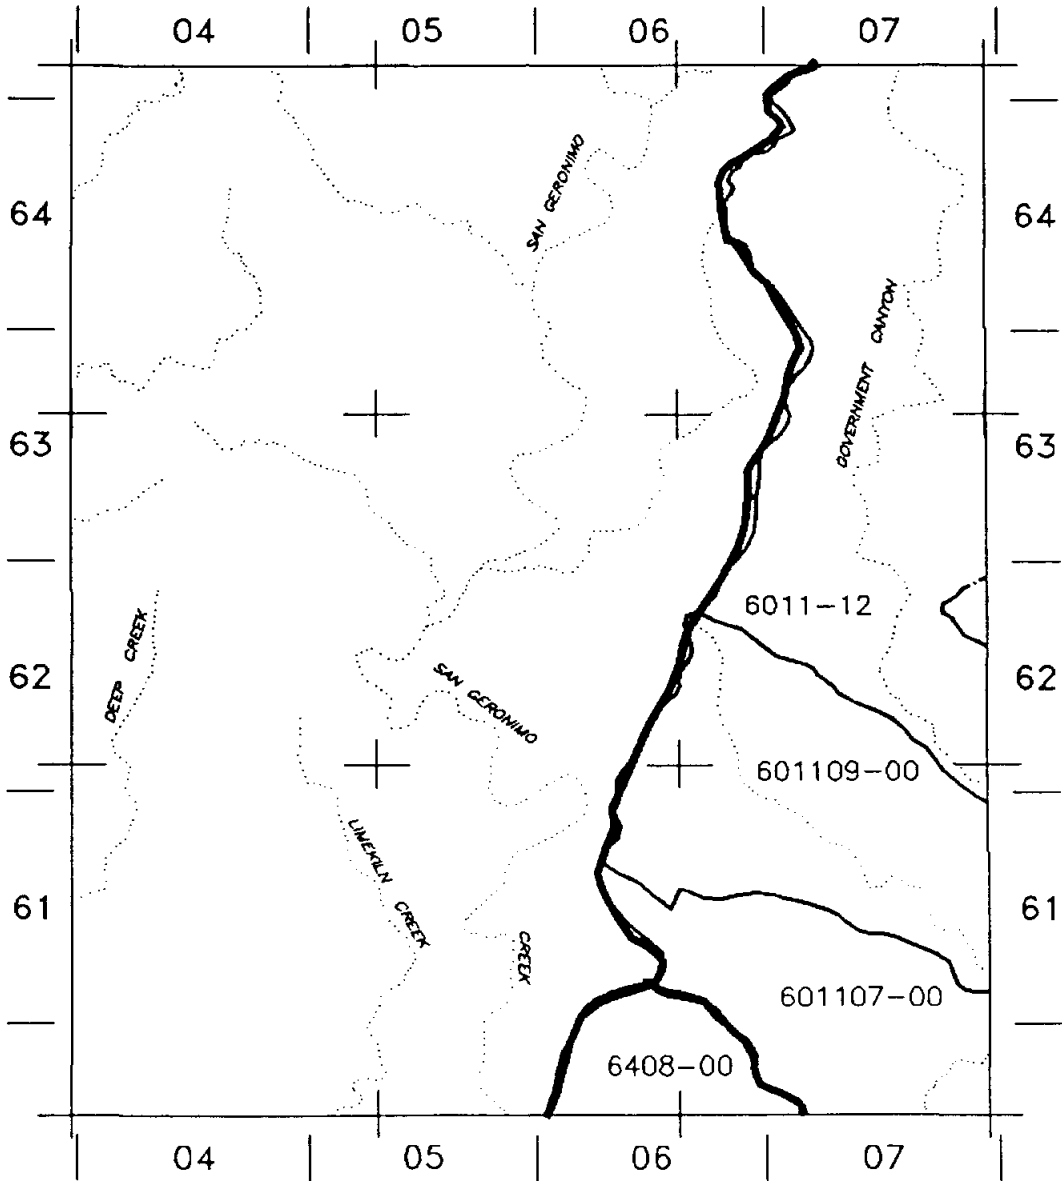 04 05 06 07
64 64
SAN GERONIMO
GOVERNMENT CANYON
63 63
6011-12
DEEP CREEK
62 62
SAN GERONIMO
601109-00
LIMEKILN CREEK
61 61
CREEK
601107-00
6408-00
04 05 06 07